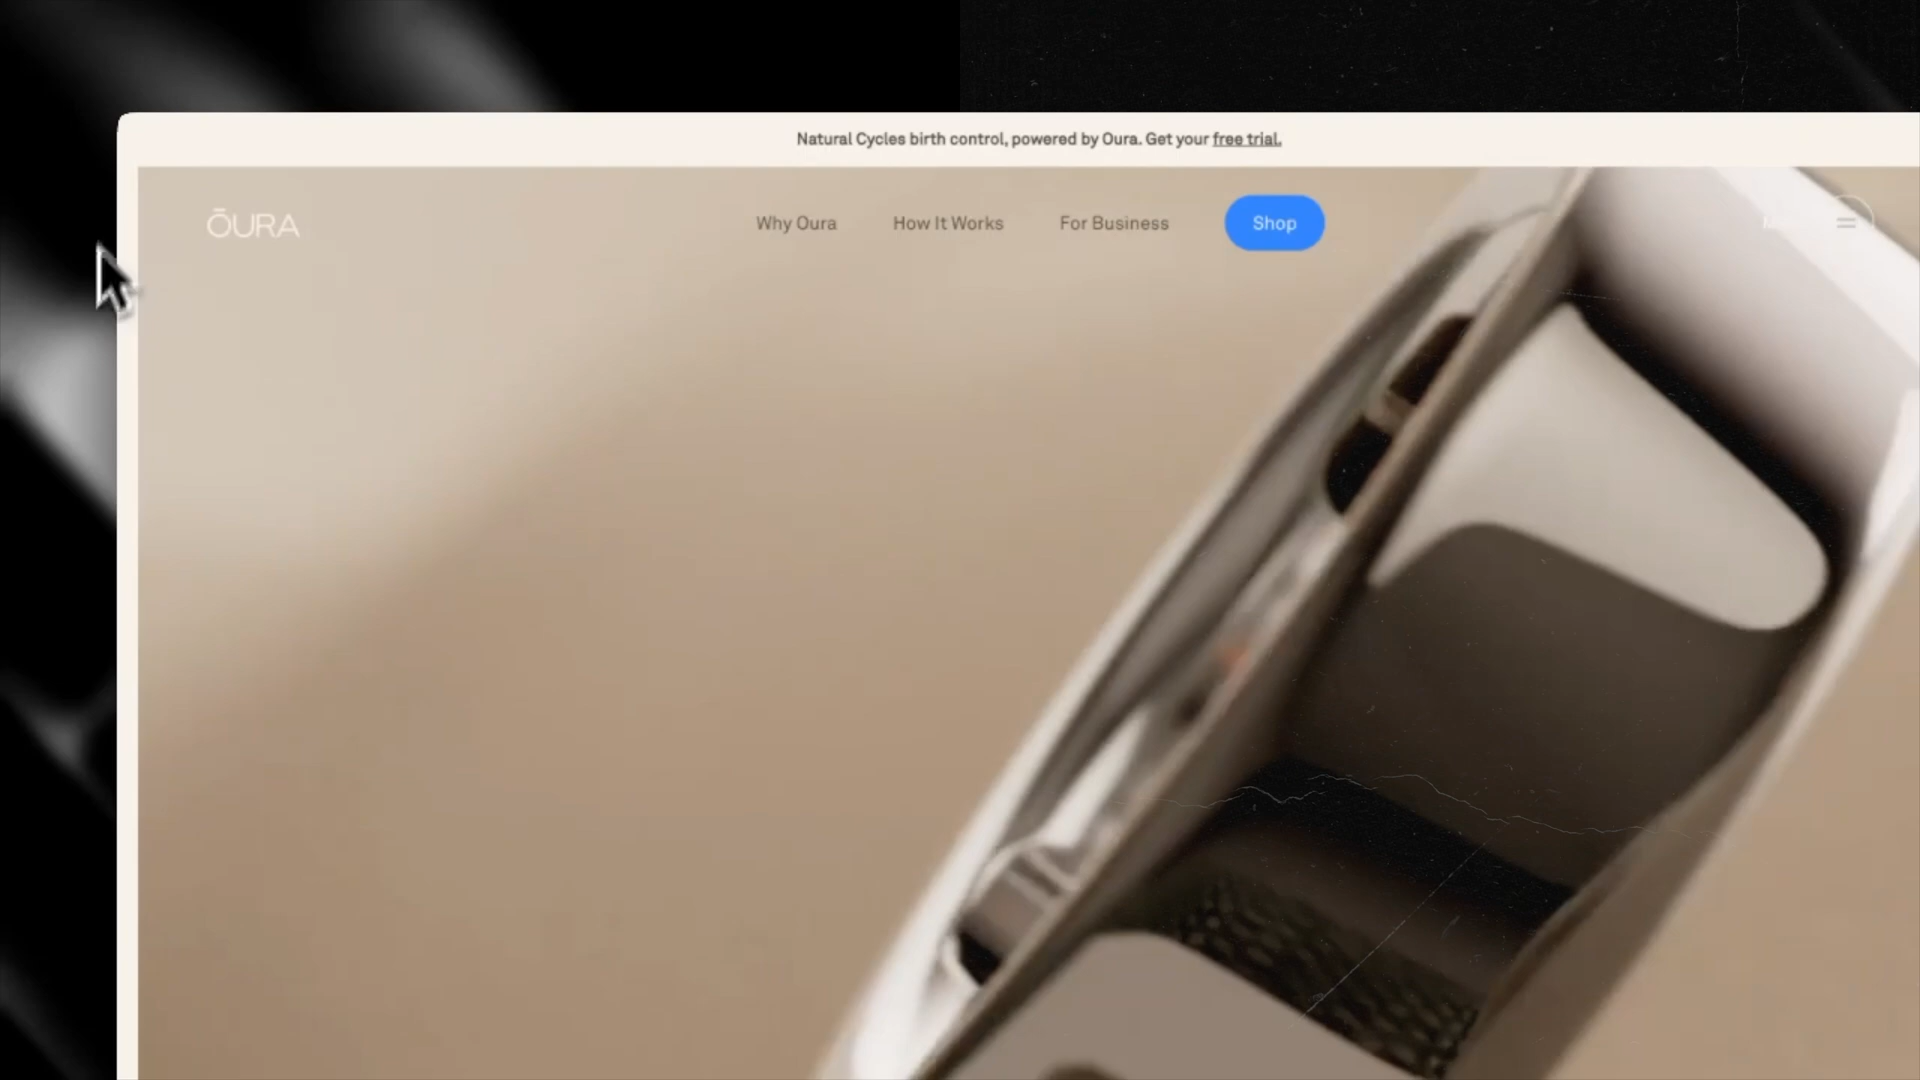 Natural Cycles birth control, powered by Oura. Get your free trial.
ŌURA
Why Oura
How It Works
For Business
Shop